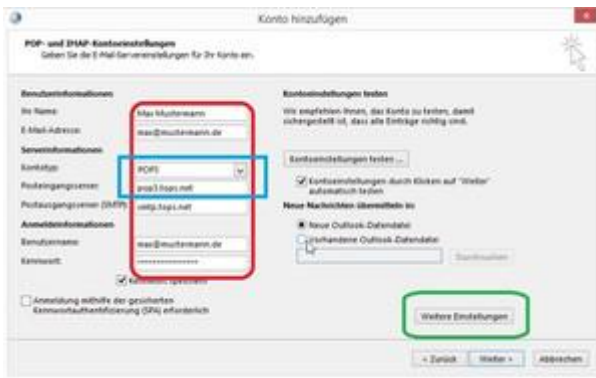 Konto hinzufügen
POP- und IMAP-Kontoeinstellungen
Geben Sie die E-Mail-Servereinstellungen für Ihr Konto ein.
Benutzerinformationen
Ihr Name:
Max Mustermann
E-Mail-Adresse:
max@mustermann.de
Serverinformationen
Kontotyp:
POP3
Posteingangsserver:
pop3.tops.net
Postausgangsserver (SMTP):
smtp.tops.net
Anmeldeinformationen
Benutzername:
max@mustermann.de
Kennwort:
**************
Kennwort speichern
Anmeldung mithilfe der gesicherten
Kennwortauthentifizierung (SPA) erforderlich
Kontoeinstellungen testen
Wir empfehlen Ihnen, das Konto zu testen, damit
sichergestellt ist, dass alle Einträge richtig sind.
Kontoeinstellungen testen ...
Kontoeinstellungen durch Klicken auf "Weiter"
automatisch testen
Neue Nachrichten übermitteln in:
Neue Outlook-Datendatei
Vorhandene Outlook-Datendatei
Durchsuchen
Weitere Einstellungen
< Zurück
Weiter >
Abbrechen